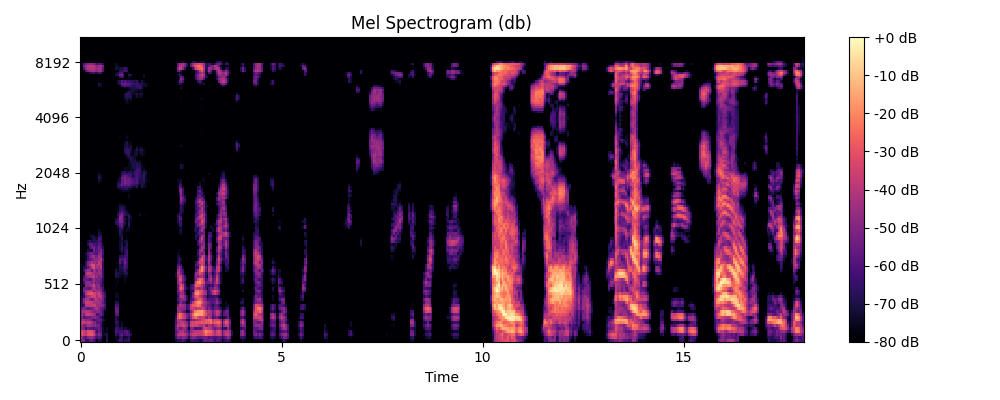 Mel Spectrogram (db)
8192
4096
2048
1024
512
0
Hz
0
5
10
15
Time
+0 dB
-10 dB
-20 dB
-30 dB
-40 dB
-50 dB
-60 dB
-70 dB
-80 dB